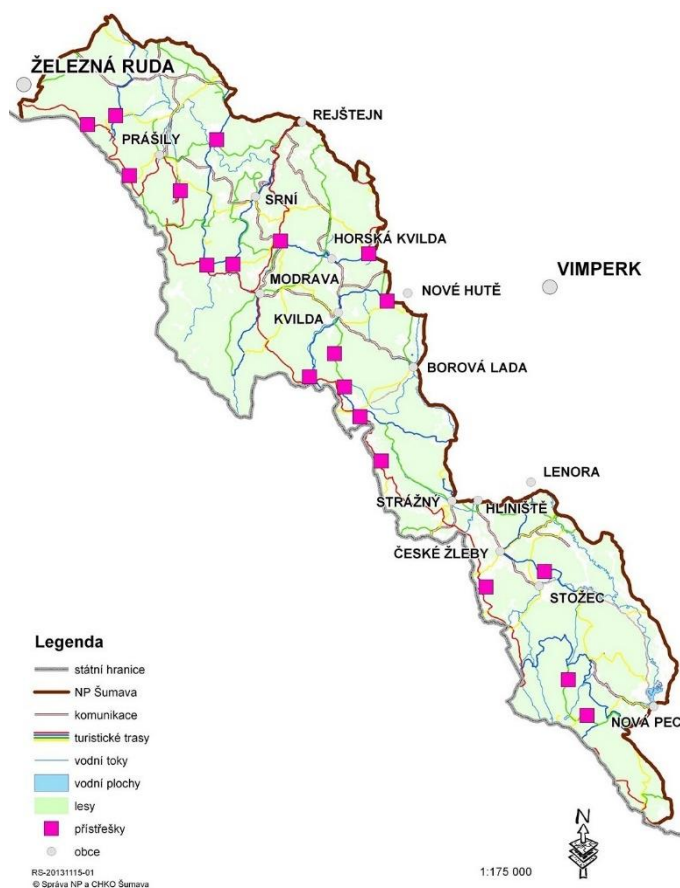 ŽELEZNÁ RUDA
REJŠTEJN
PRÁŠILY
SRNÍ
HORSKÁ KVILDA
VIMPERK
MODRAVA
NOVÉ HUTĚ
KVILDA
BOROVÁ LADA
LENORA
STRÁŽNÝ
HLINIŠTĚ
ČESKÉ ŽLEBY
STOŽEC
NOVÁ PEC
Legenda
státní hranice
NP Šumava
komunikace
turistické trasy
vodní toky
vodní plochy
lesy
přístřešky
obce
N
RS-20131115-01
© Správa NP a CHKO Šumava
1:175 000